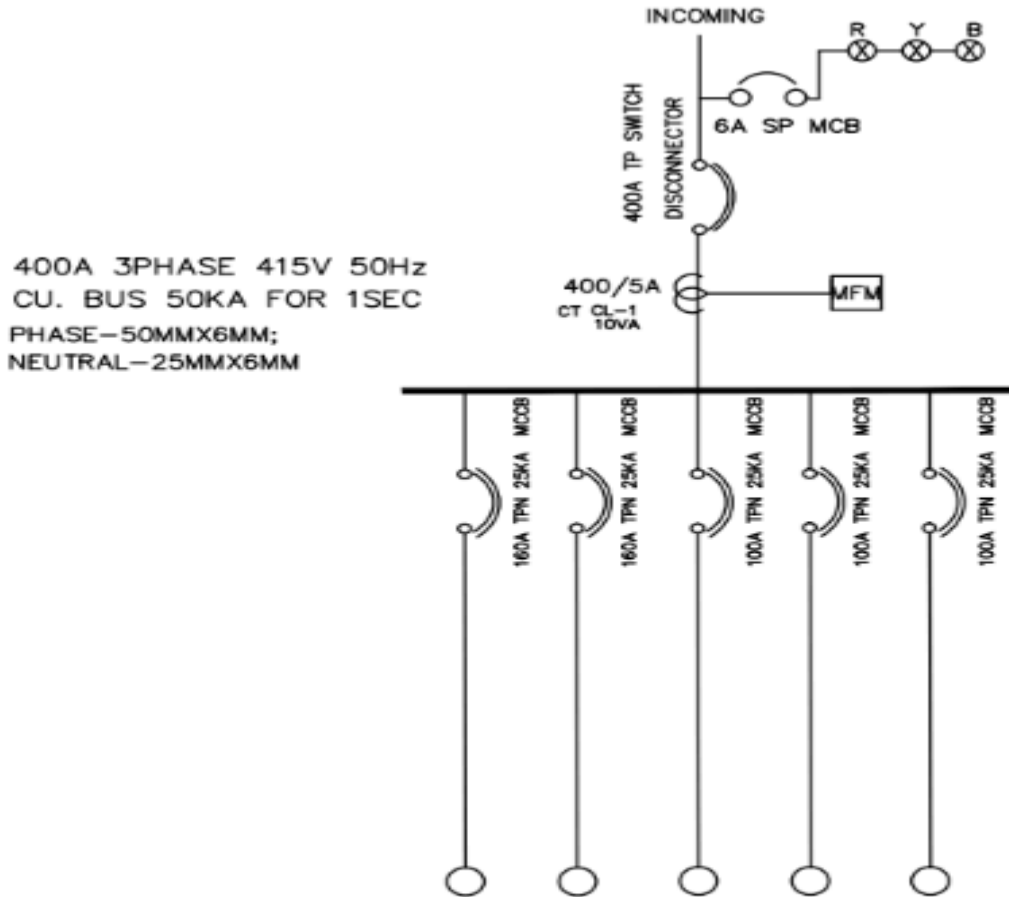 INCOMING
R Y B
6A SP MCB
400A TP SWITCH
DISCONNECTOR
400A 3PHASE 415V 50Hz
CU. BUS 50KA FOR 1SEC
PHASE-50MMX6MM;
NEUTRAL-25MMX6MM
400/5A
CT CL-1
10VA
MFM
160A TPN 25KA MCCB
160A TPN 25KA MCCB
100A TPN 25KA MCCB
100A TPN 25KA MCCB
100A TPN 25KA MCCB